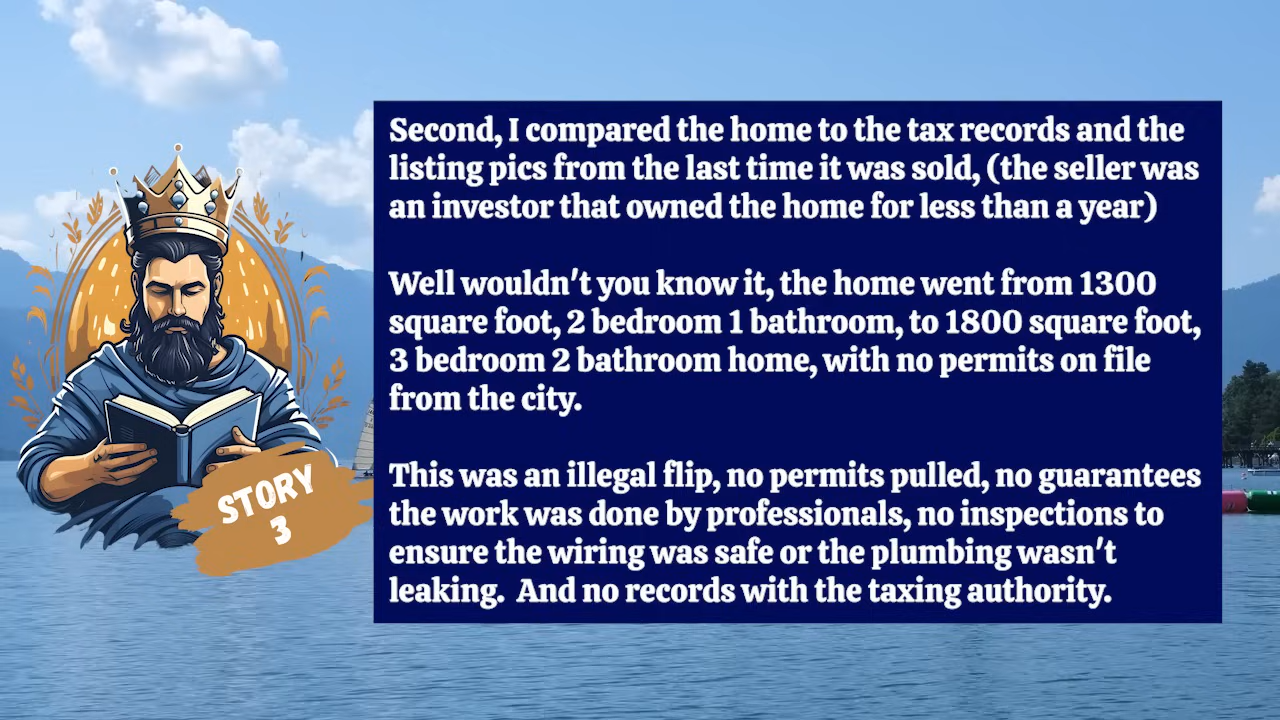 Second, I compared the home to the tax records and the
listing pics from the last time it was sold, (the seller was
an investor that owned the home for less than a year)
Well wouldn't you know it, the home went from 1300
square foot, 2 bedroom 1 bathroom, to 1800 square foot,
3 bedroom 2 bathroom home, with no permits on file
from the city.
This was an illegal flip, no permits pulled, no guarantees
the work was done by professionals, no inspections to
ensure the wiring was safe or the plumbing wasn't
leaking.  And no records with the taxing authority.
STORY
3